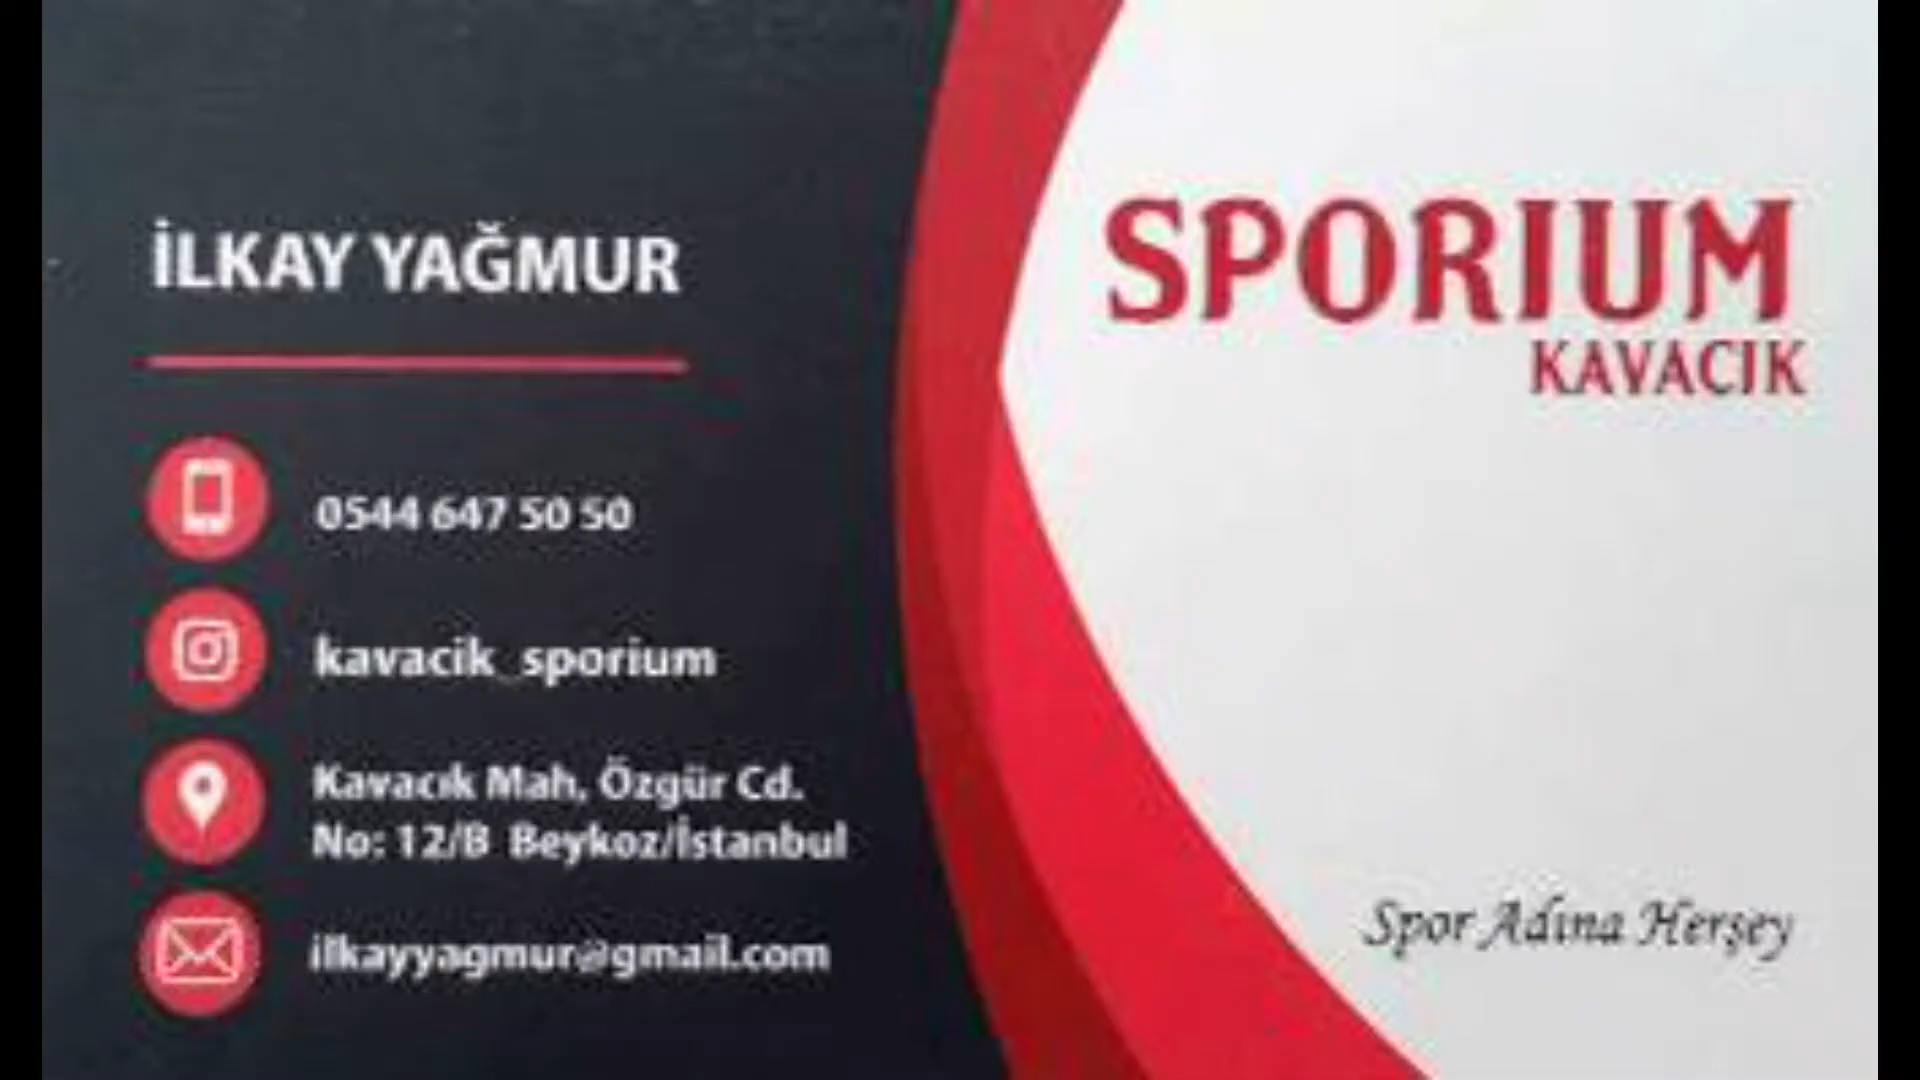 İLKAY YAĞMUR
0544 647 50 50
kavacik_sporium
Kavacık Mah, Özgür Cd.
No: 12/B Beykoz/İstanbul
ilkayyagmur@gmail.com
SPORIUM
KAVACIK
Spor Adına Herşey